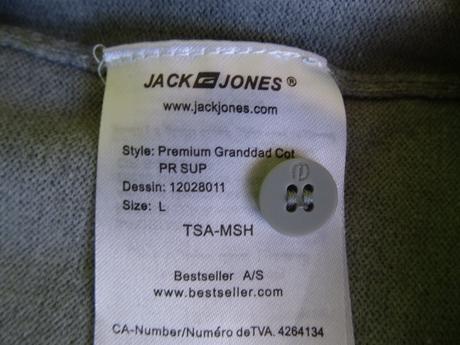 JACK JONES®
www.jackjones.com
Style: Premium Granddad Cot
PR SUP
Dessin: 12028011
Size: L
TSA-MSH
Bestseller A/S
www.bestseller.com
CA-Number/Numéro deTVA. 4264134